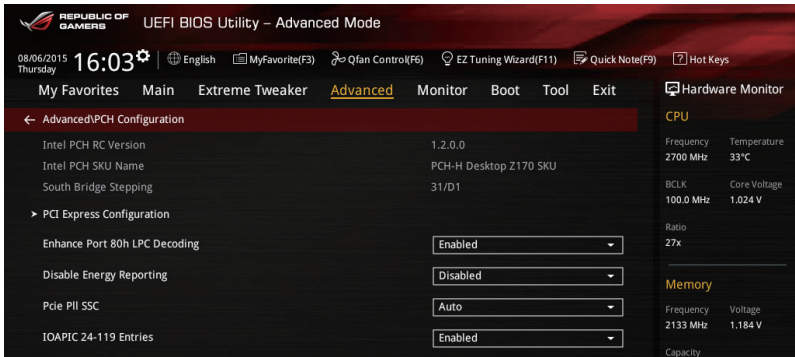 REPUBLIC OF
GAMERS
UEFI BIOS Utility – Advanced Mode
08/06/2015
Thursday
16:03
English
MyFavorite(F3)
Qfan Control(F6)
EZ Tuning Wizard(F11)
Quick Note(F9)
? Hot Keys
My Favorites Main Extreme Tweaker Advanced Monitor Boot Tool Exit
Hardware Monitor
← Advanced\PCH Configuration
Intel PCH RC Version 1.2.0.0
Intel PCH SKU Name PCH-H Desktop Z170 SKU
South Bridge Stepping 31/D1
PCI Express Configuration
Enhance Port 80h LPC Decoding Enabled
Disable Energy Reporting Disabled
Pcie Pll SSC Auto
IOAPIC 24-119 Entries Enabled
CPU
Frequency Temperature
2700 MHz 33°C
BCLK Core Voltage
100.0 MHz 1.024 V
Ratio
27x
Memory
Frequency Voltage
2133 MHz 1.184 V
Capacity